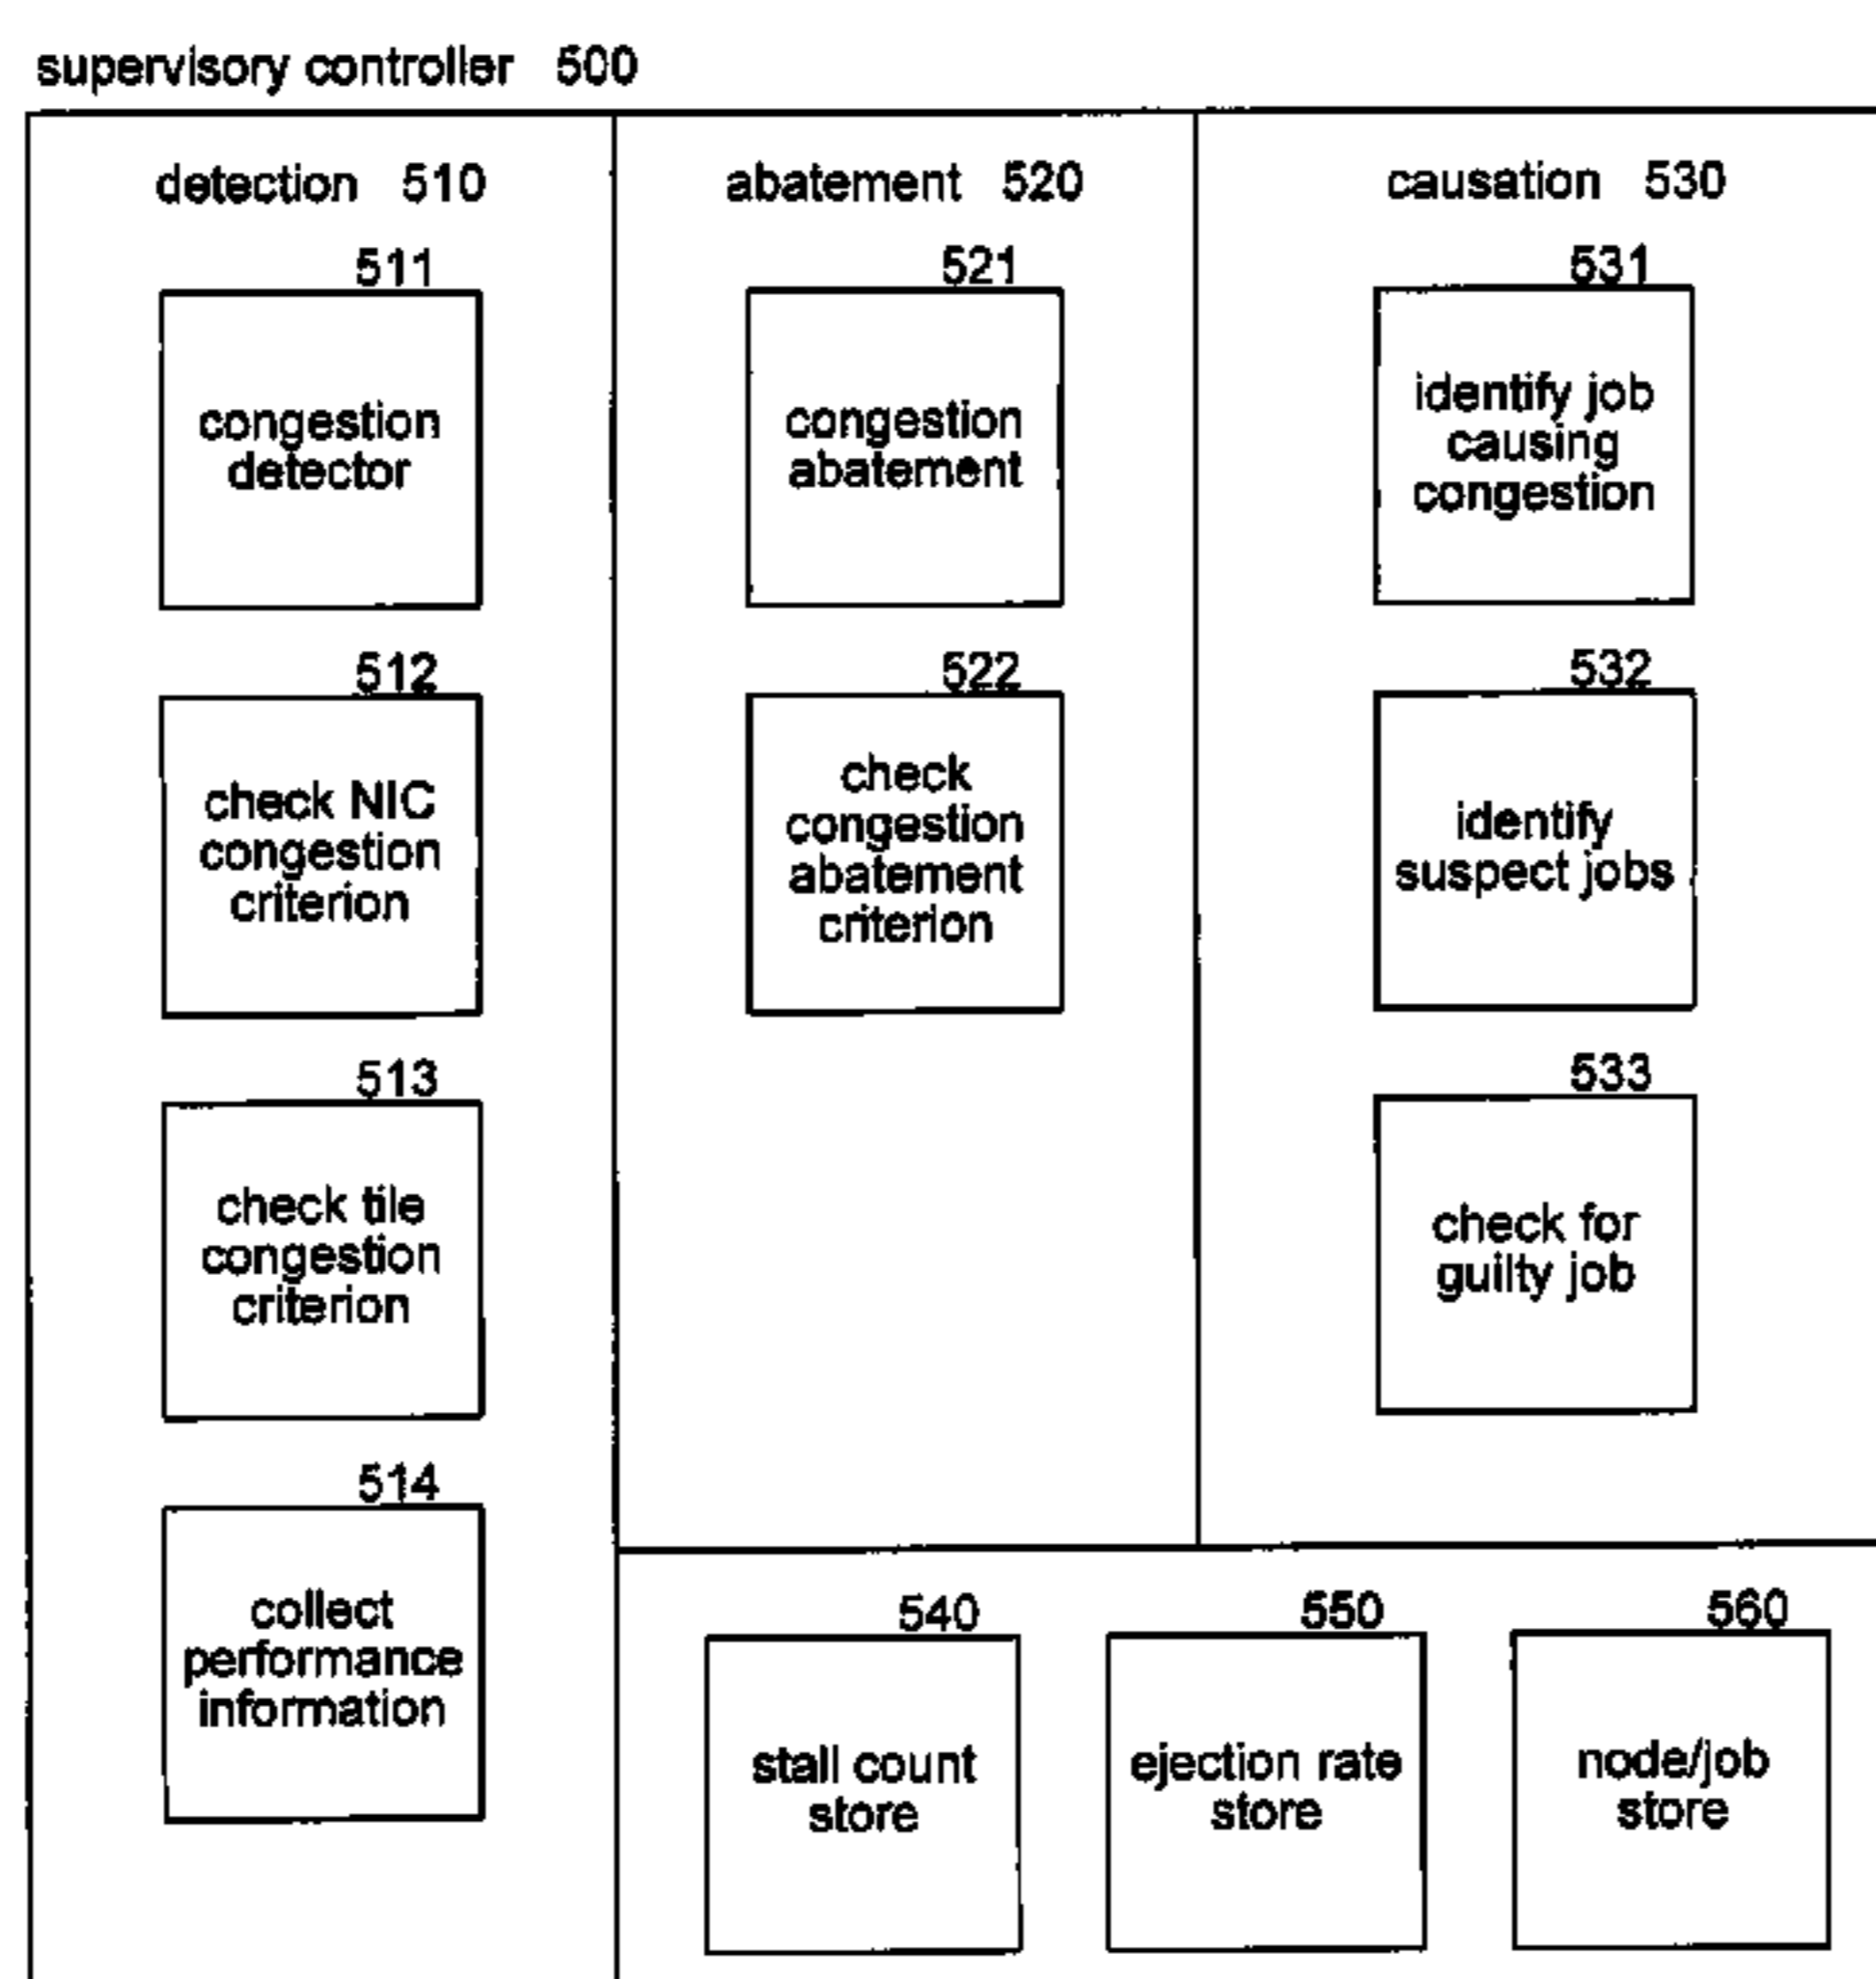 supervisory controller 500
detection 510
511
congestion
detector
512
check NIC
congestion
criterion
513
check tile
congestion
criterion
514
collect
performance
information
abatement 520
521
congestion
abatement
522
check
congestion
abatement
criterion
causation 530
531
identify job
causing
congestion
532
identify
suspect jobs
533
check for
guilty job
540
stall count
store
550
ejection rate
store
560
node/job
store